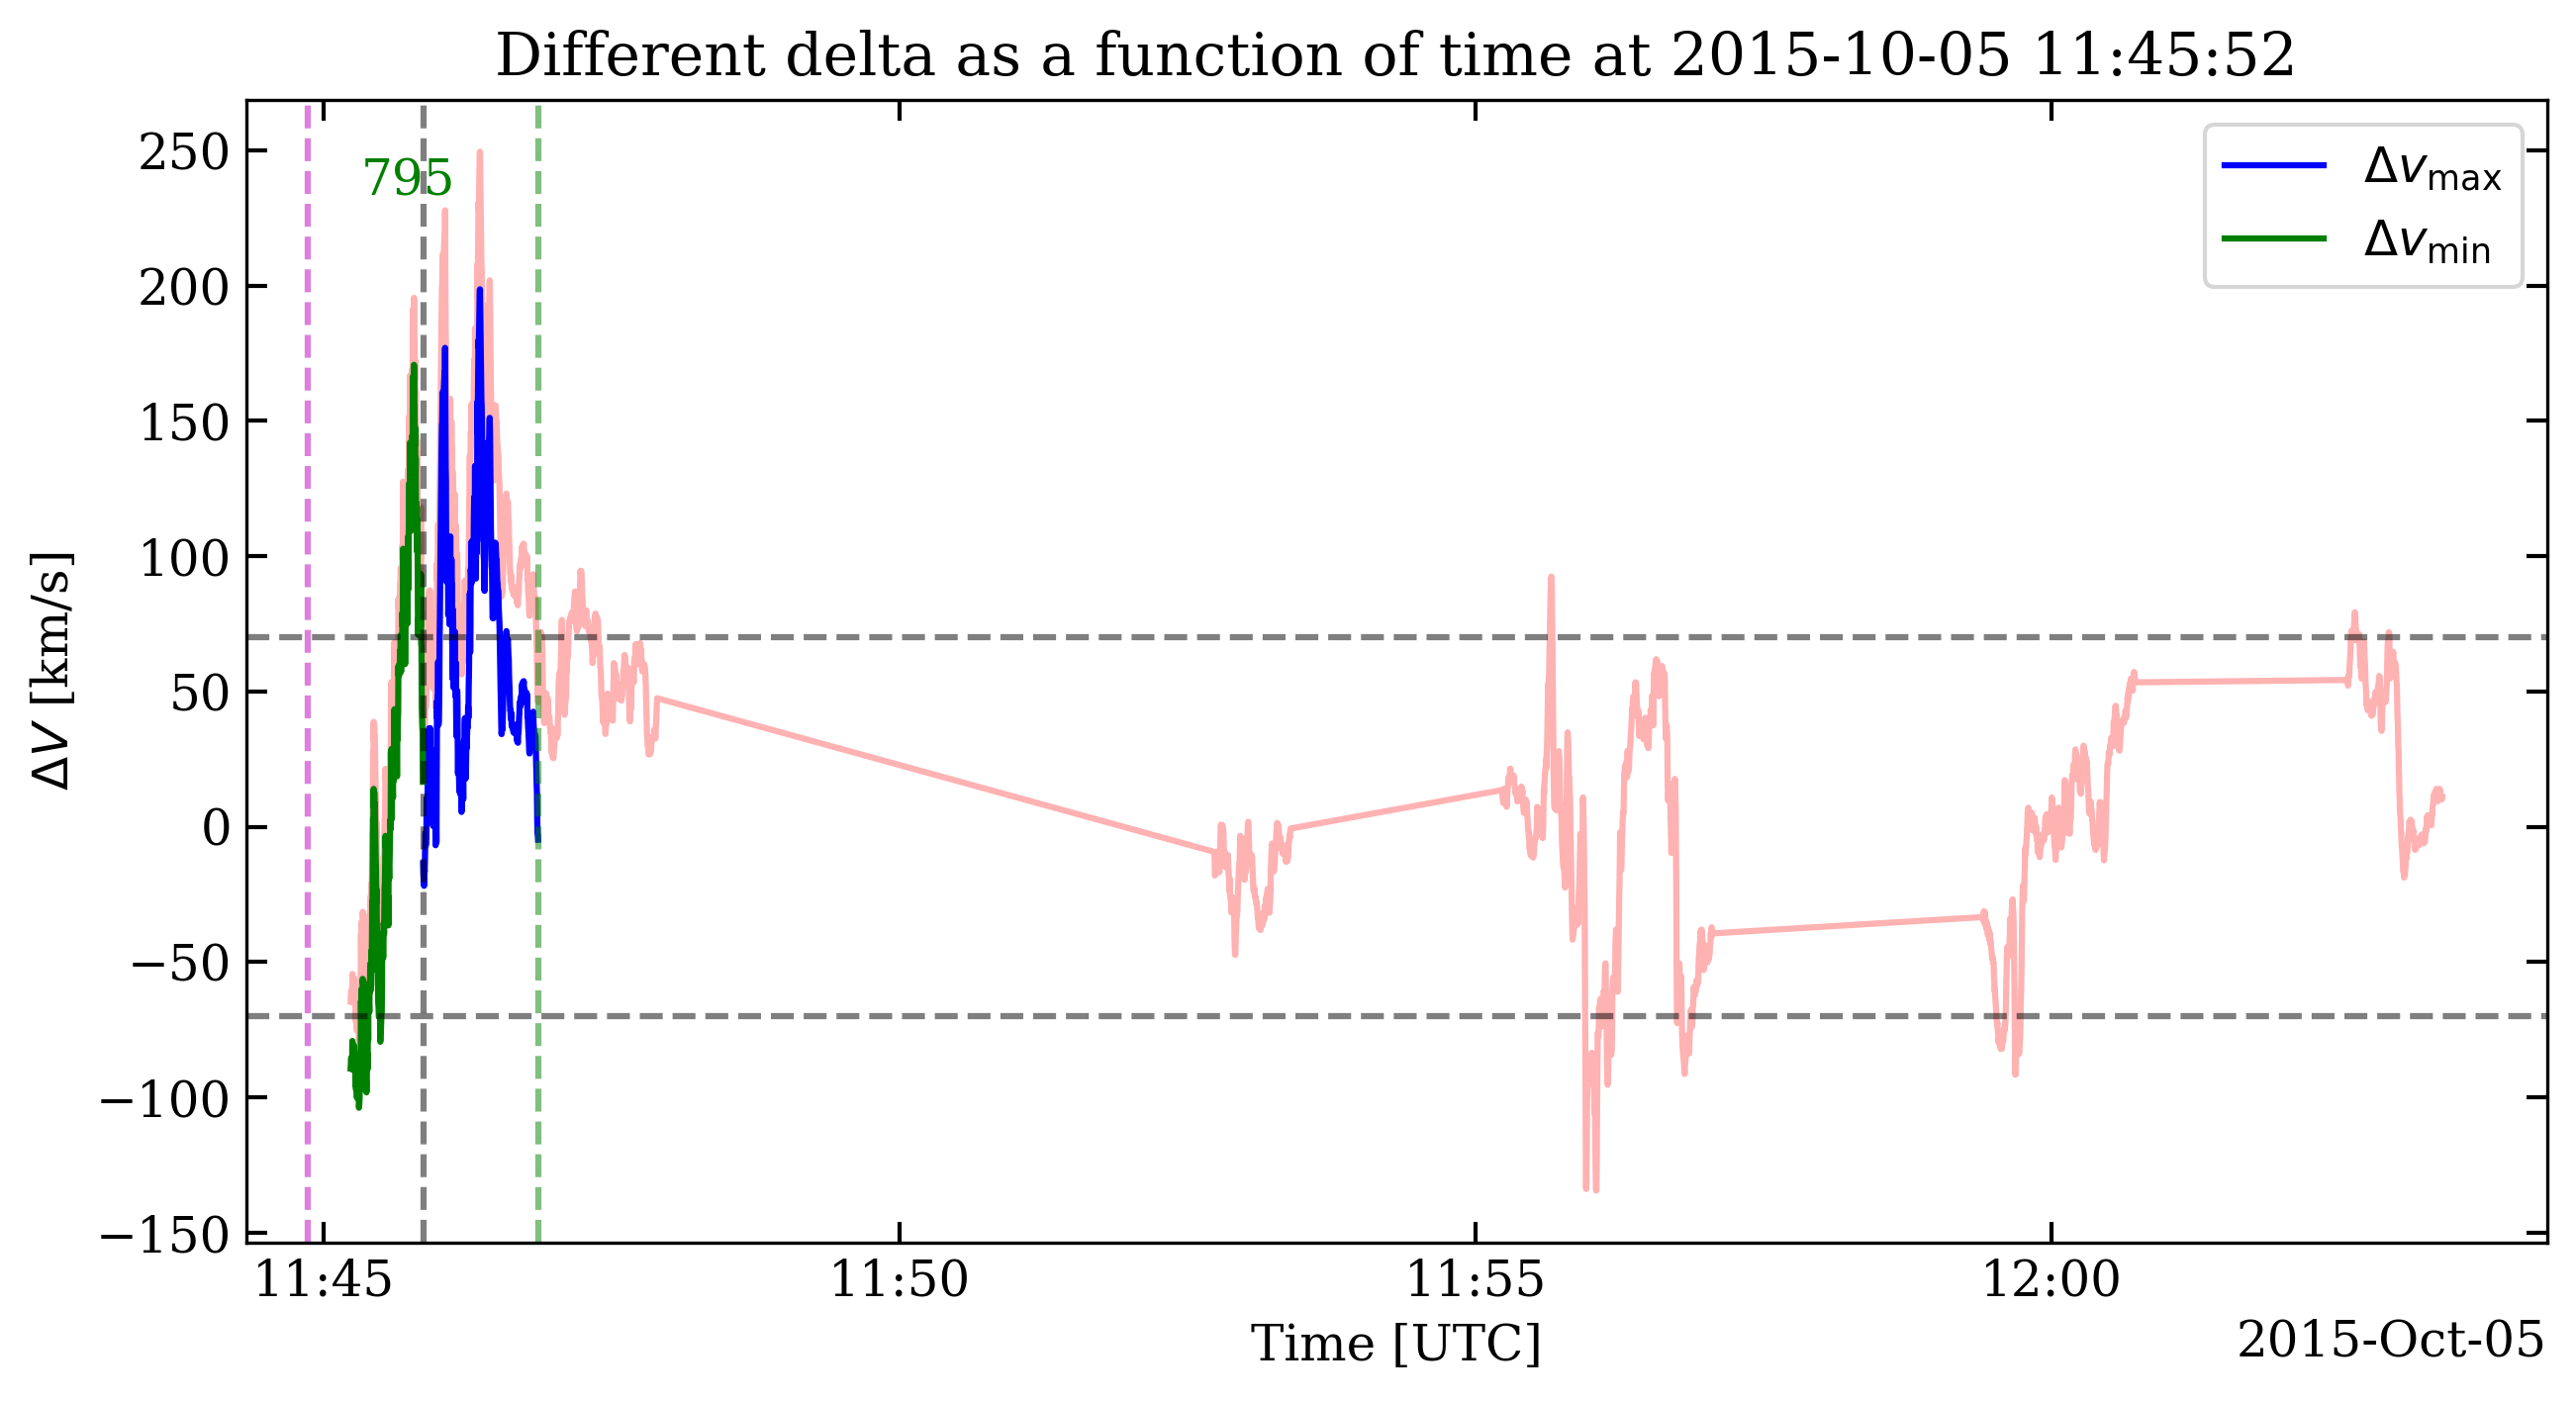 Different delta as a function of time at 2015-10-05 11:45:52
ΔV [km/s]
250
200
150
100
50
0
−50
−100
−150
795
Δv_max
Δv_min
11:45 11:50 11:55 12:00
Time [UTC]
2015-Oct-05